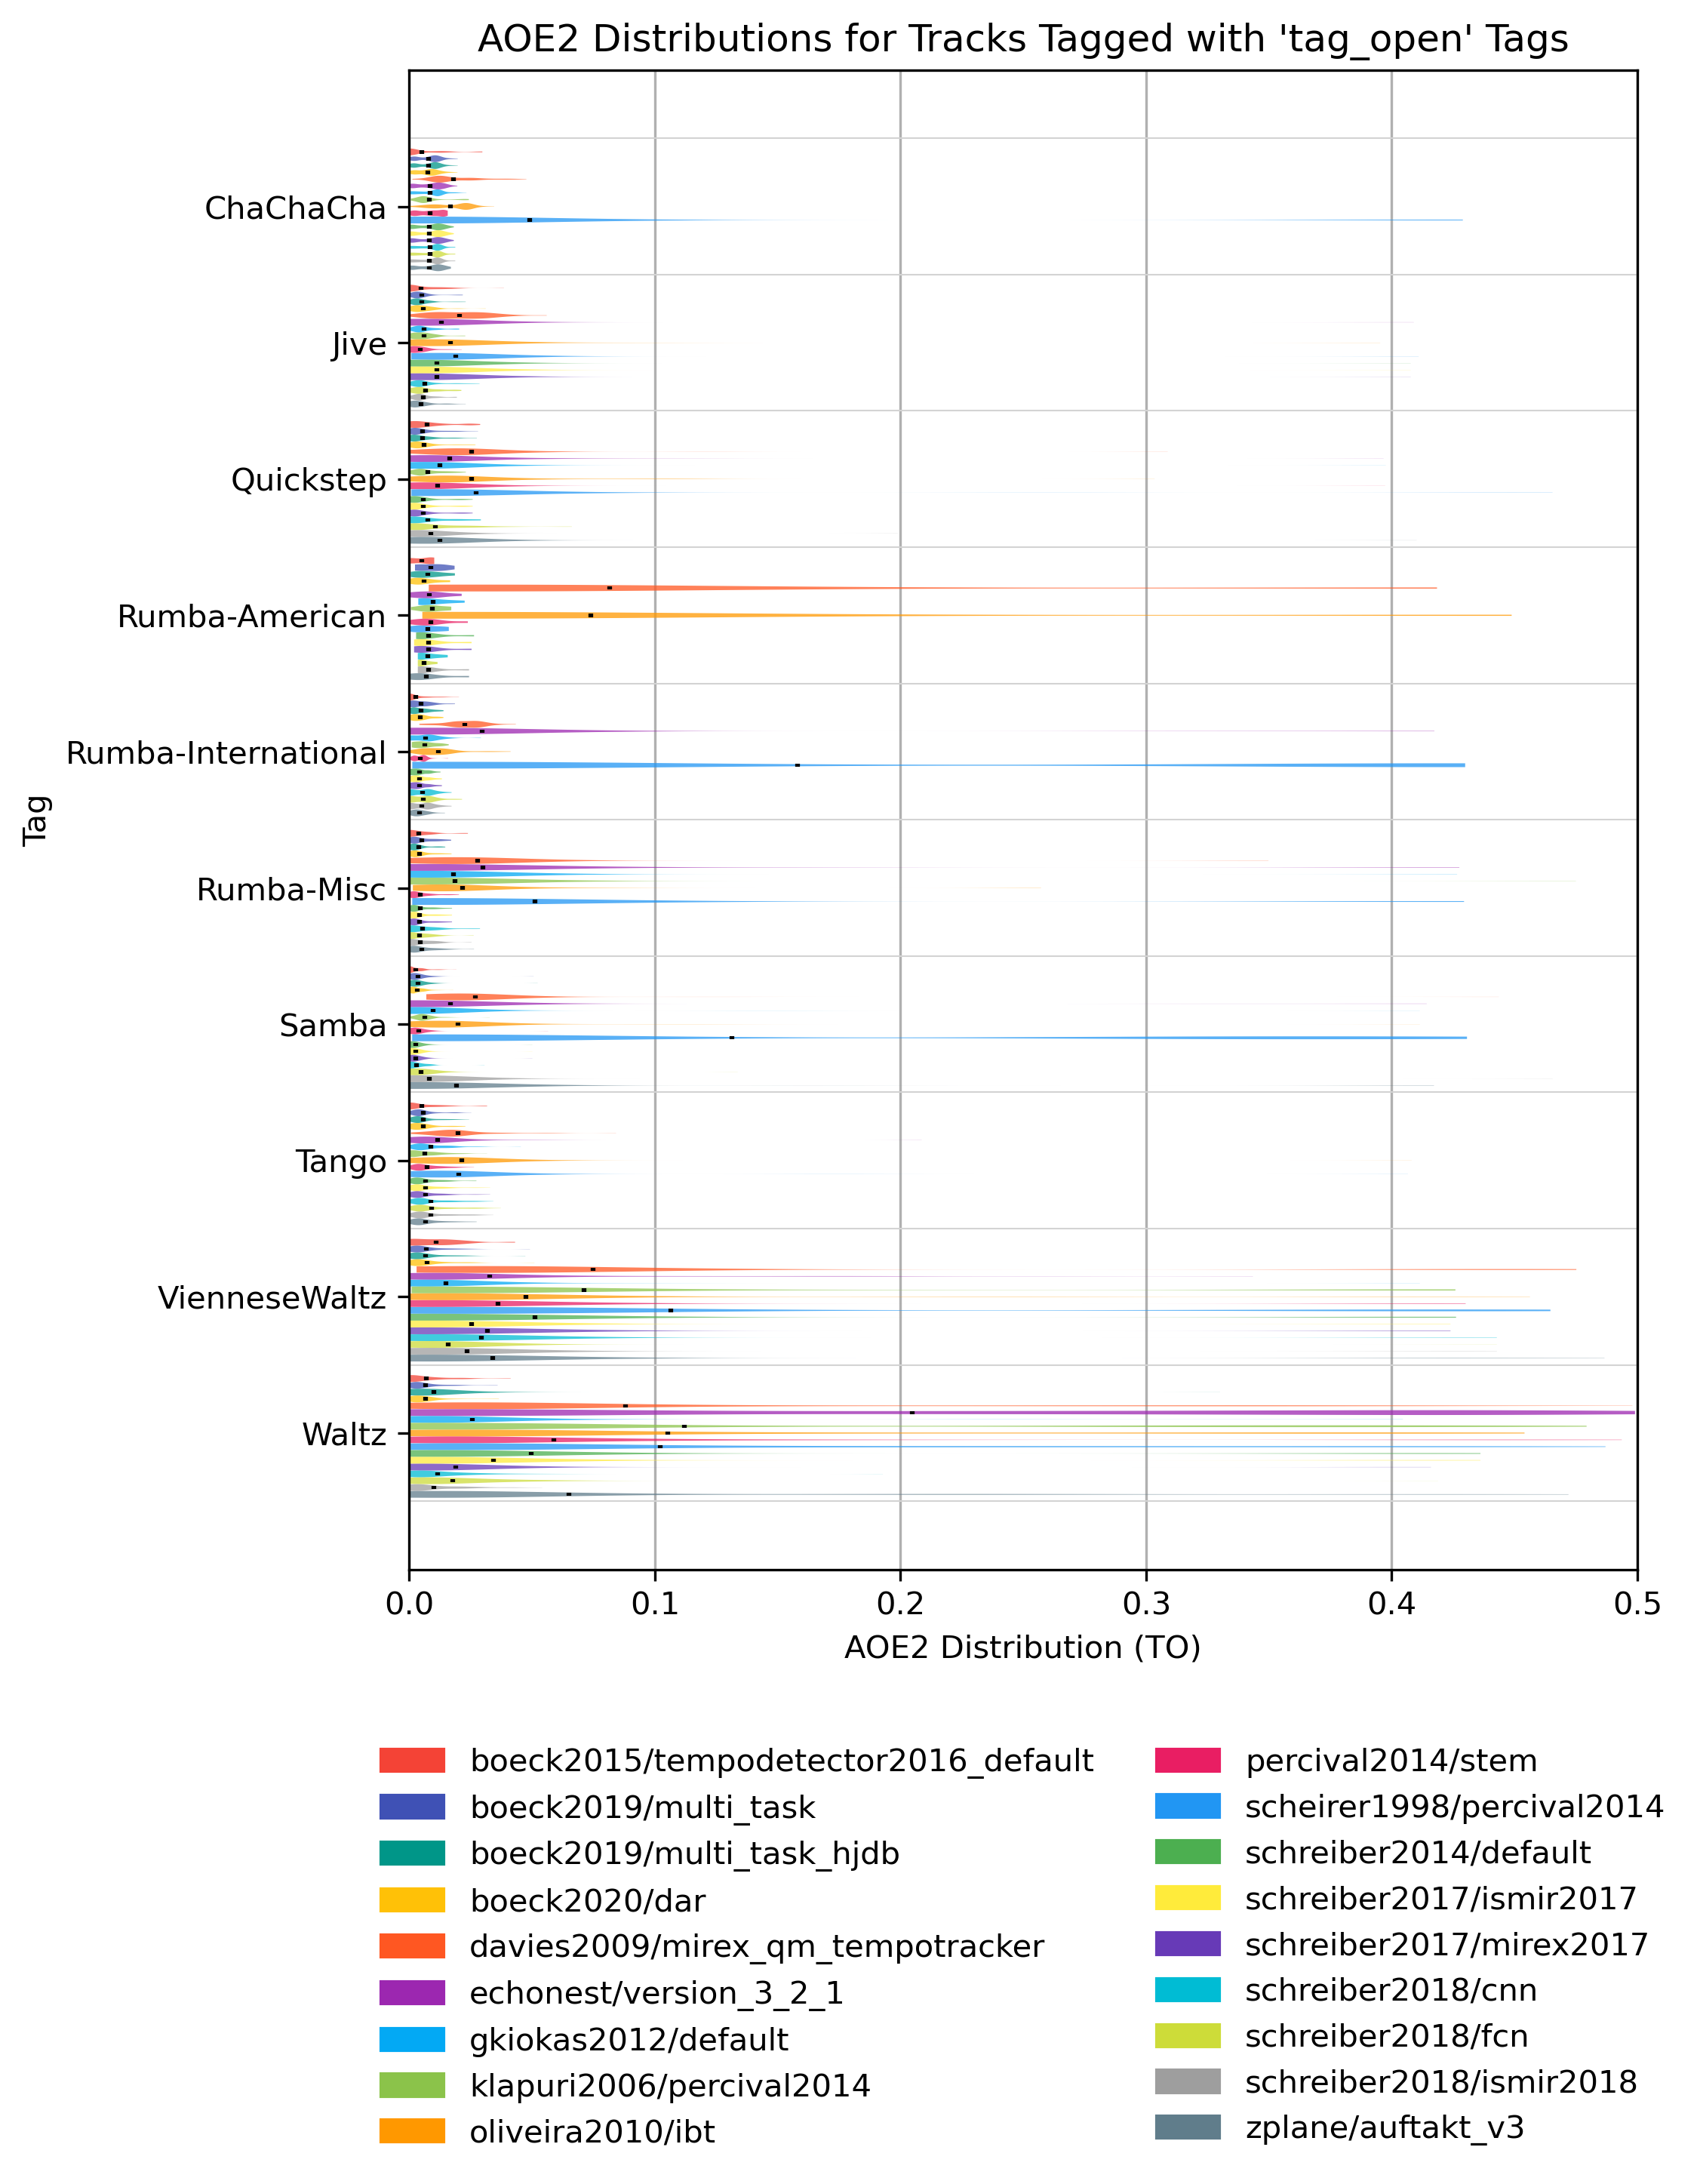 AOE2 Distributions for Tracks Tagged with 'tag_open' Tags
Tag
ChaChaCha
Jive
Quickstep
Rumba-American
Rumba-International
Rumba-Misc
Samba
Tango
VienneseWaltz
Waltz
0.0 0.1 0.2 0.3 0.4 0.5
AOE2 Distribution (TO)
boeck2015/tempodetector2016_default
boeck2019/multi_task
boeck2019/multi_task_hjdb
boeck2020/dar
davies2009/mirex_qm_tempotracker
echonest/version_3_2_1
gkiokas2012/default
klapuri2006/percival2014
oliveira2010/ibt
percival2014/stem
scheirer1998/percival2014
schreiber2014/default
schreiber2017/ismir2017
schreiber2017/mirex2017
schreiber2018/cnn
schreiber2018/fcn
schreiber2018/ismir2018
zplane/auftakt_v3